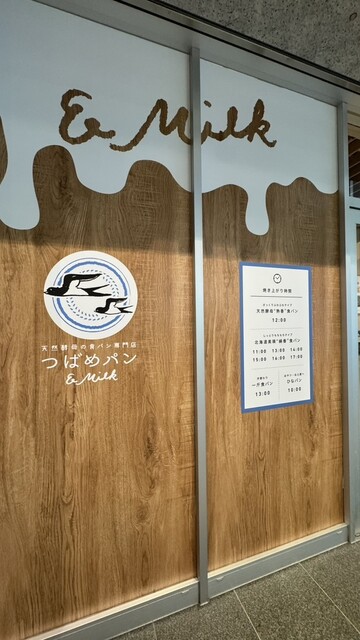 & Milk
天然酵母の食パン専門店
つばめパン
& Milk
焼き上がり時間
天然酵母"飾香"食パン
12:00
北海道産 食パン
11:00 13:00 14:00
15:00 16:00 17:00
一斤食パン
13:00
ひなパン
10:00